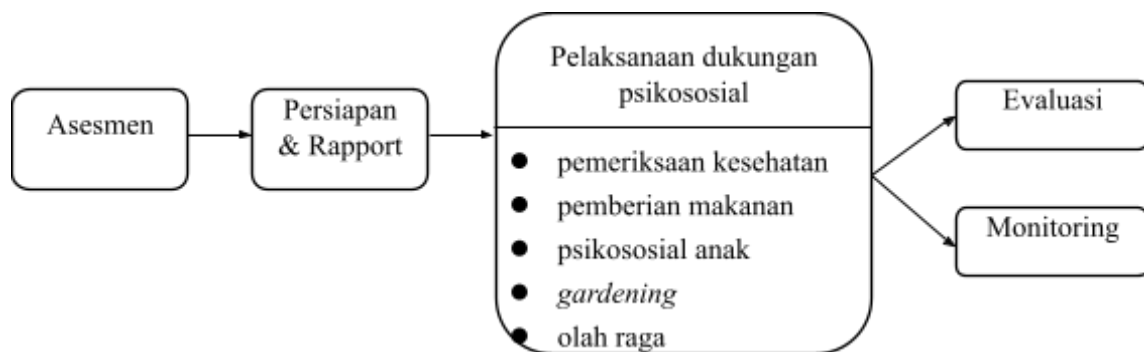 Asesmen
Persiapan
& Rapport
Pelaksanaan dukungan
psikososial
● pemeriksaan kesehatan
● pemberian makanan
● psikososial anak
● gardening
● olah raga
Evaluasi
Monitoring